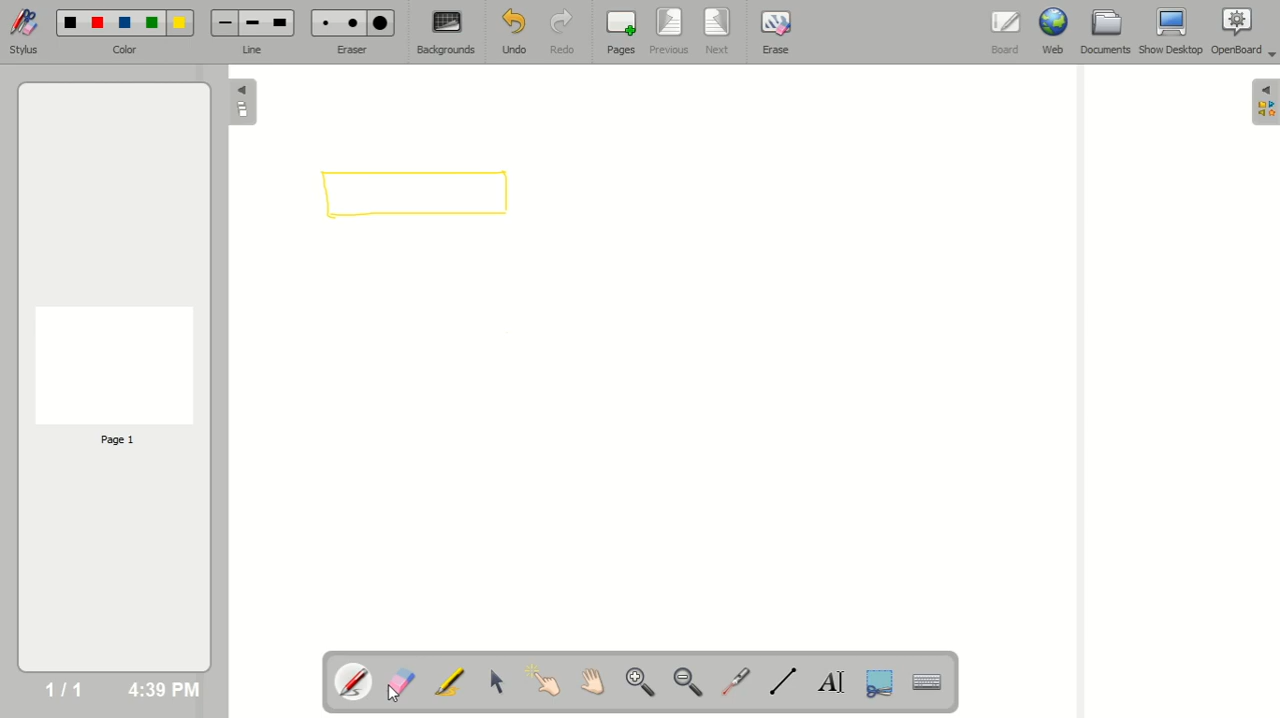 Stylus Color Line Eraser Backgrounds Undo Redo Pages Previous Next Erase Board Web Documents Show Desktop OpenBoard
Page 1
1 / 1 4:39 PM
AI